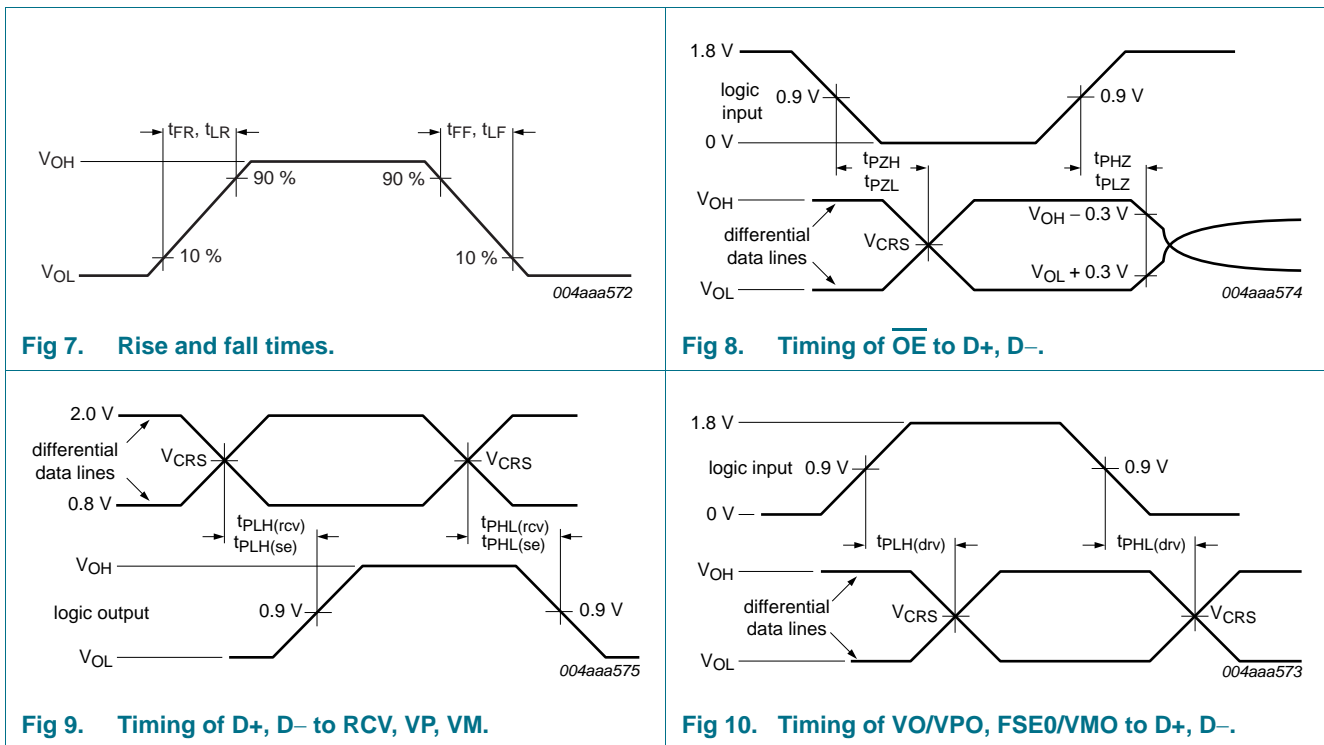 tFR, tLR
tFF, tLF
VOH
90 %
90 %
10 %
10 %
VOL
004aaa572
Fig 7. Rise and fall times.
1.8 V
logic
input
0.9 V
0.9 V
0 V
tPZH
tPZL
tPHZ
tPLZ
VOH
VOH – 0.3 V
differential
data lines
VCRS
VOL + 0.3 V
VOL
004aaa574
Fig 8. Timing of OE to D+, D–.
2.0 V
differential
data lines
VCRS
VCRS
0.8 V
tPLH(rcv)
tPLH(se)
tPHL(rcv)
tPHL(se)
VOH
logic output
0.9 V
0.9 V
VOL
004aaa575
Fig 9. Timing of D+, D– to RCV, VP, VM.
1.8 V
logic input
0.9 V
0.9 V
0 V
tPLH(drv)
tPHL(drv)
VOH
differential
data lines
VCRS
VCRS
VOL
004aaa573
Fig 10. Timing of VO/VPO, FSE0/VMO to D+, D–.